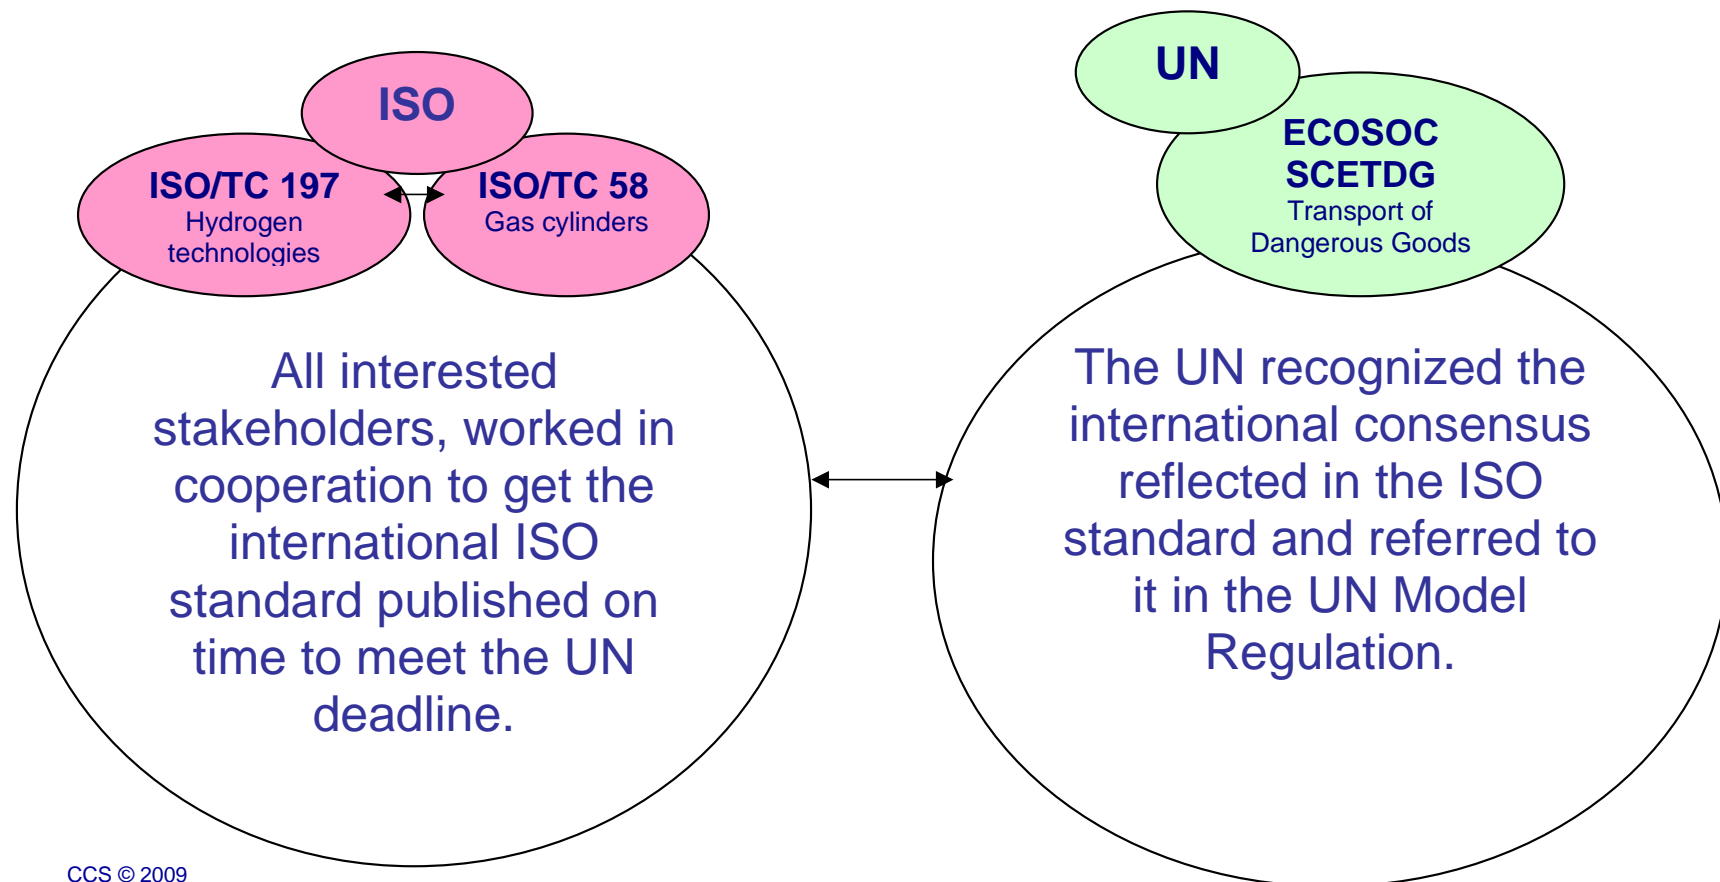 ISO
ISO/TC 197
Hydrogen
technologies
ISO/TC 58
Gas cylinders
All interested
stakeholders, worked in
cooperation to get the
international ISO
standard published on
time to meet the UN
deadline.
UN
ECOSOC
SCETDG
Transport of
Dangerous Goods
The UN recognized the
international consensus
reflected in the ISO
standard and referred to
it in the UN Model
Regulation.
CCS © 2009